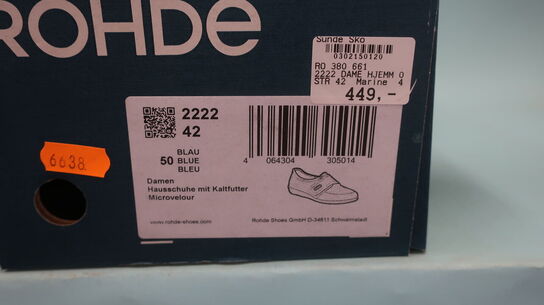 ROHDE
Sunde Sko
0302150120
RO 380 661
2222 DAME HJEMM O
STR 42 Marine 4
449,-
2222
42
50 BLAU
BLUE
BLEU
4 064304 305014
Damen
Hausschuhe mit Kaltfutter
Microvelour
www.rohde-shoes.com
Rohde Shoes GmbH D-34611 Schwalmstadt
6638